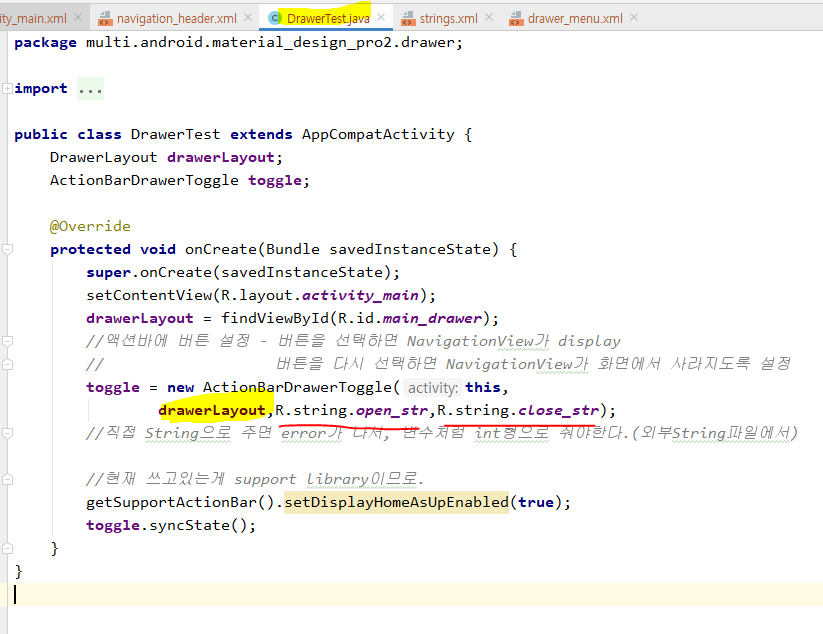 ity_main.xml × navigation_header.xml × DrawerTest.java × strings.xml × drawer_menu.xml ×
package multi.android.material_design_pro2.drawer;
import ...
public class DrawerTest extends AppCompatActivity {
DrawerLayout drawerLayout;
ActionBarDrawerToggle toggle;
@Override
protected void onCreate(Bundle savedInstanceState) {
super.onCreate(savedInstanceState);
setContentView(R.layout.activity_main);
drawerLayout = findViewById(R.id.main_drawer);
//액션바에 버튼 설정 - 버튼을 선택하면 NavigationView가 display
// 버튼을 다시 선택하면 NavigationView가 화면에서 사라지도록 설정
toggle = new ActionBarDrawerToggle( activity: this,
drawerLayout,R.string.open_str,R.string.close_str);
//직접 String으로 주면 error가 나서, 변수처럼 int형으로 줘야한다.(외부String파일에서)
//현재 쓰고있는게 support library이므로.
getSupportActionBar().setDisplayHomeAsUpEnabled(true);
toggle.syncState();
}
}